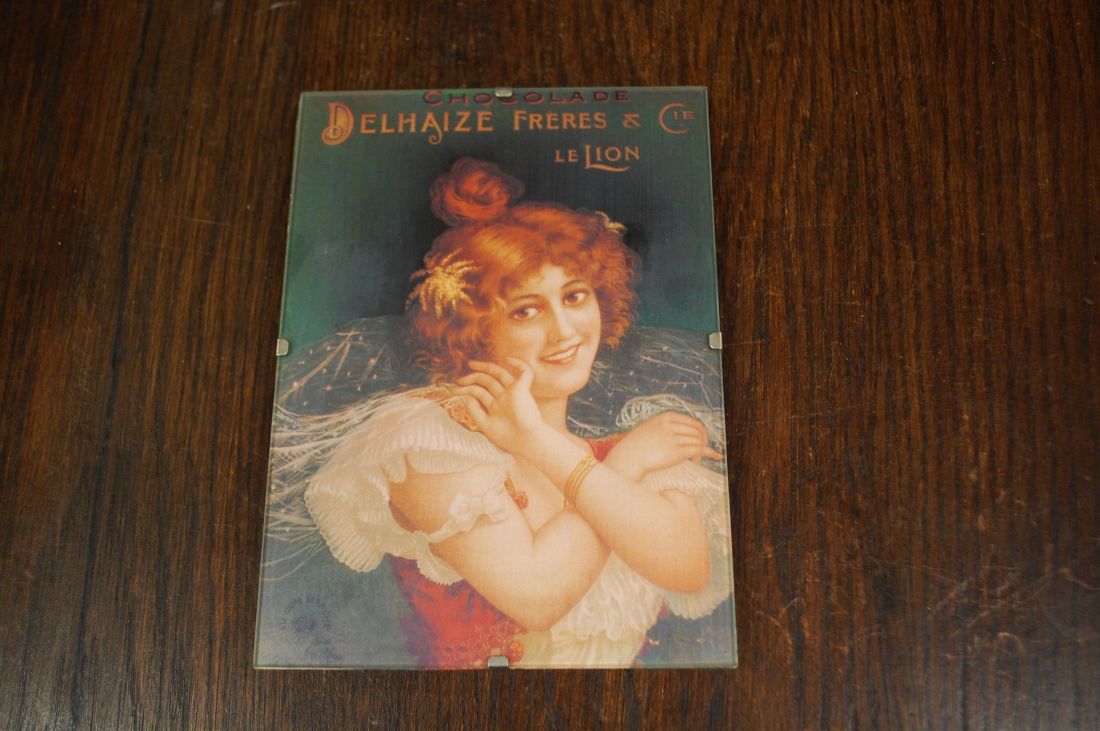 CHOCOLADE
DELHAIZE FRERES & CIE
LE LION